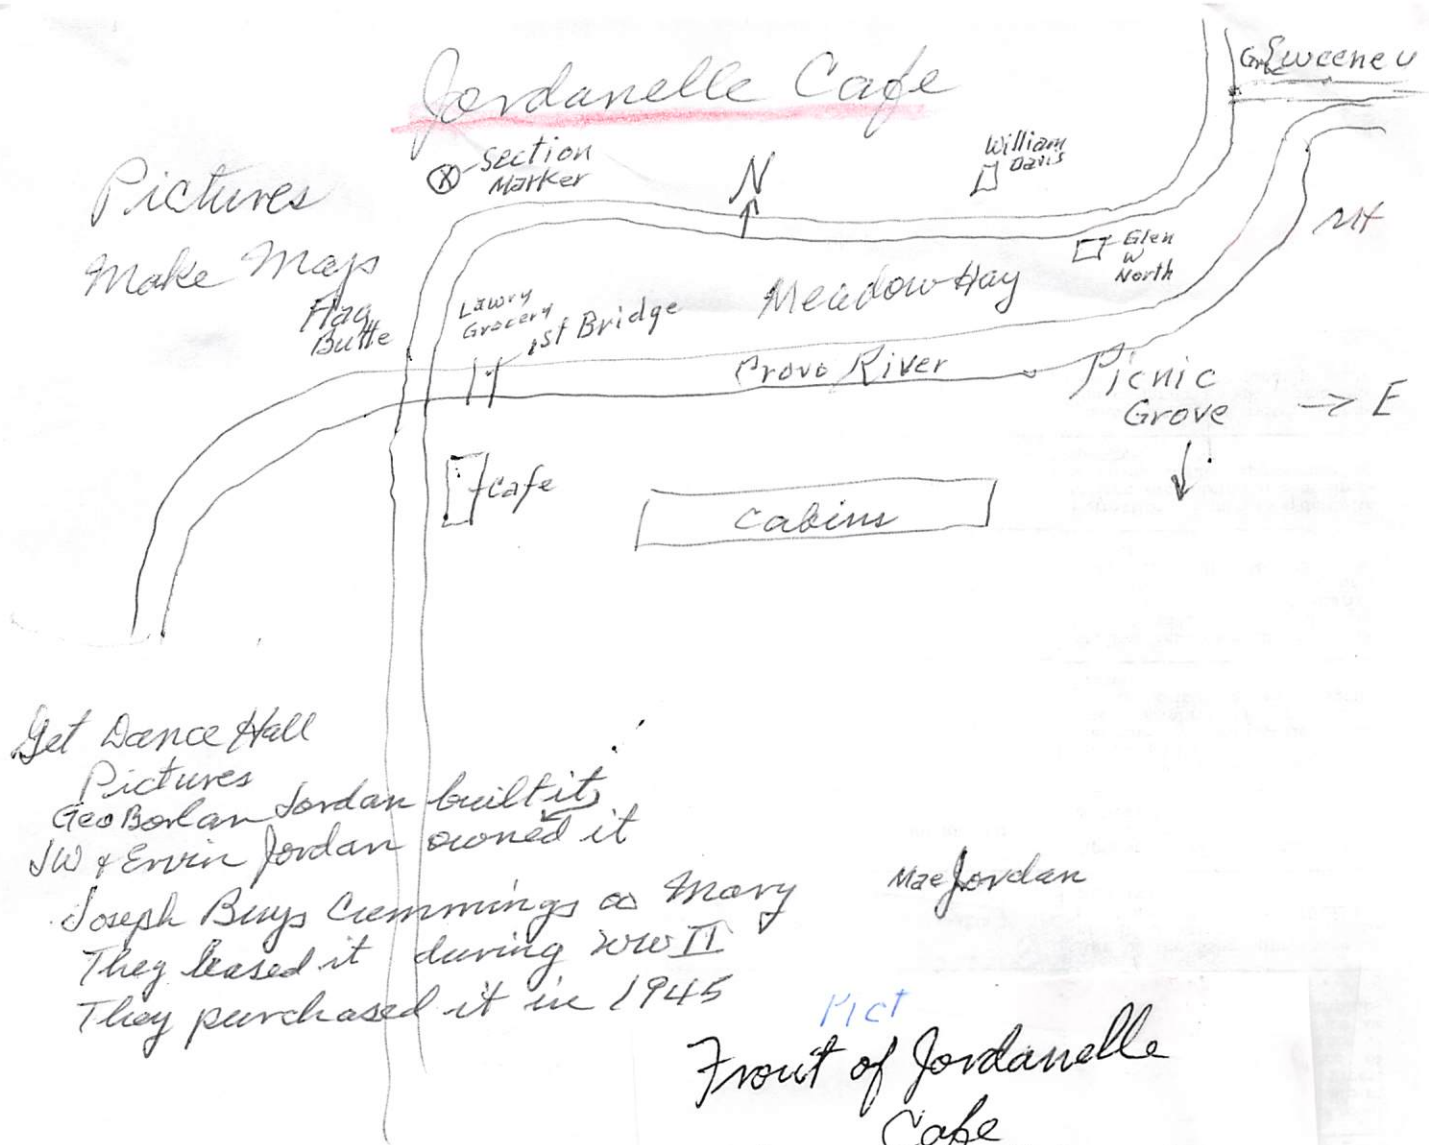 Jordanelle Cafe
Sweeney
Section
Marker
N
William
Davis
Pictures
Make Maps
Glen
W
North
Flag
Butte
Lawry
Grocery
1st Bridge
Meadow Hay
Provo River
Picnic
Grove
→ E
Cafe
Cabins
Get Dance Hall
Pictures
Geo Borlan Jordan built it
JW & Ervin Jordan owned it
Joseph Buys Cummings Mary
They leased it during WW II
They purchased it in 1945
Mae Jordan
Pict
Front of Jordanelle
Cafe